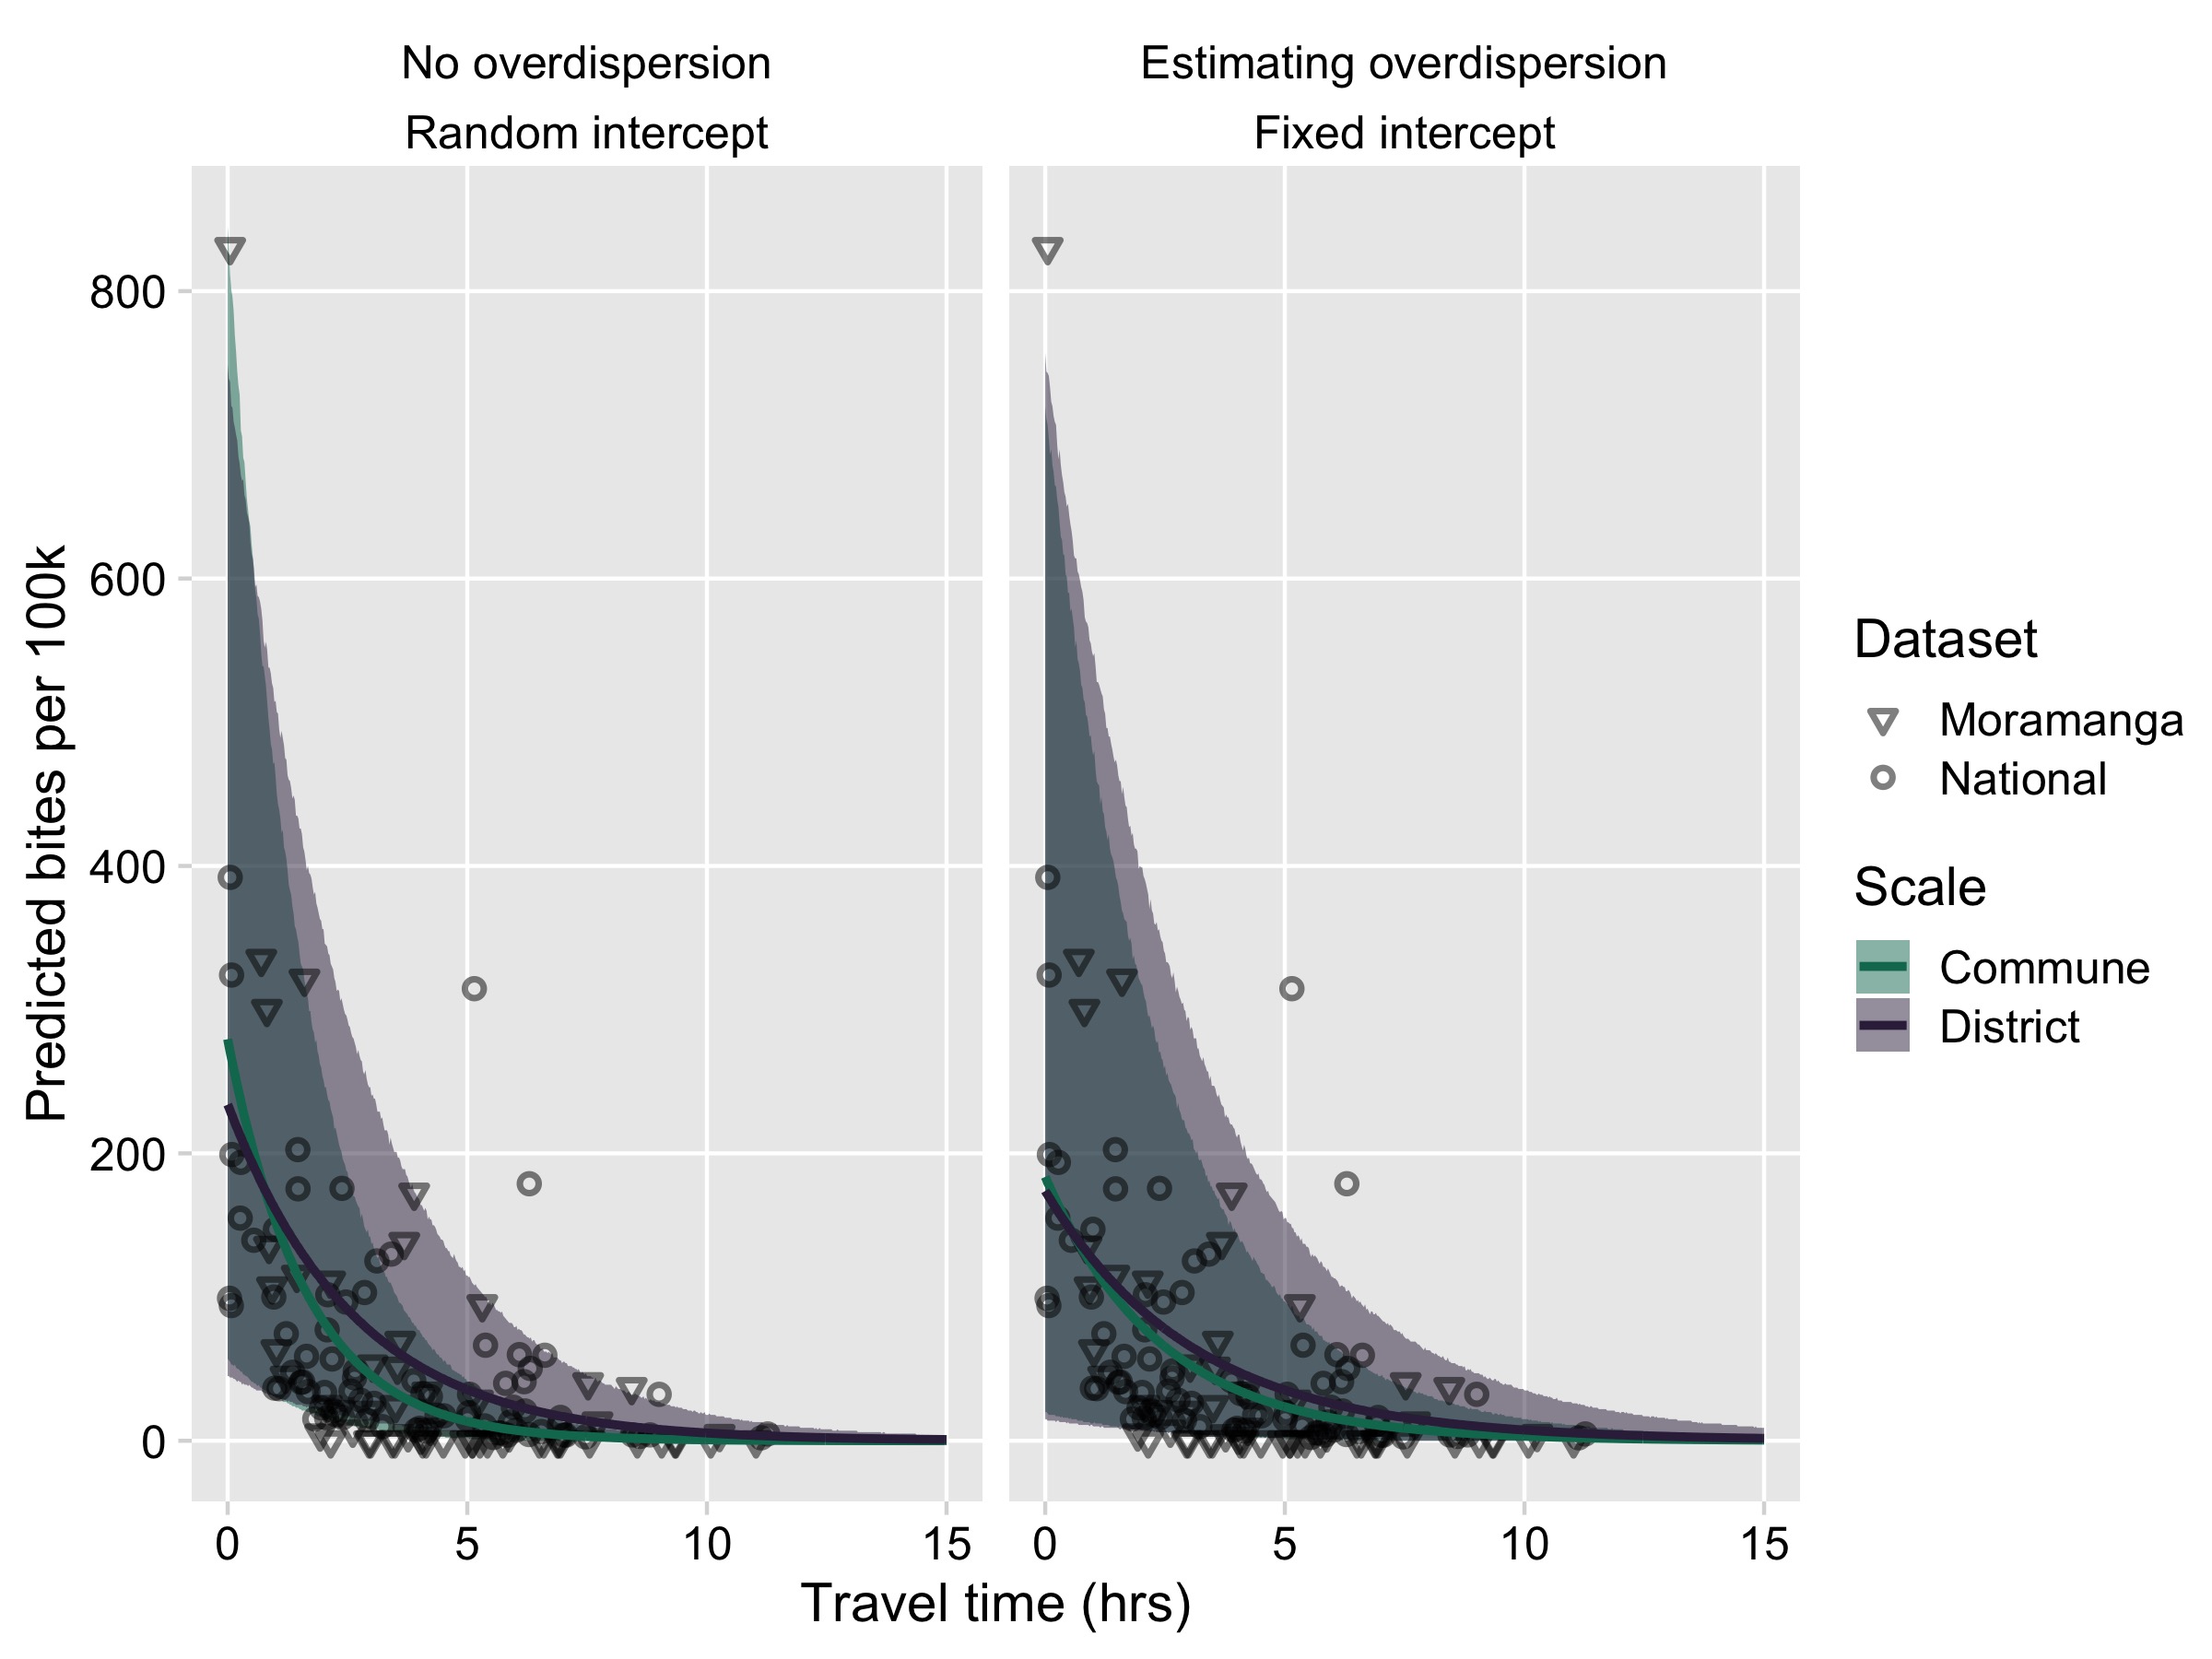 No overdispersion
Random intercept
Estimating overdispersion
Fixed intercept
Predicted bites per 100k
800
600
400
200
0
0 5 10 15
0 5 10 15
Travel time (hrs)
Dataset
Moramanga
National
Scale
Commune
District